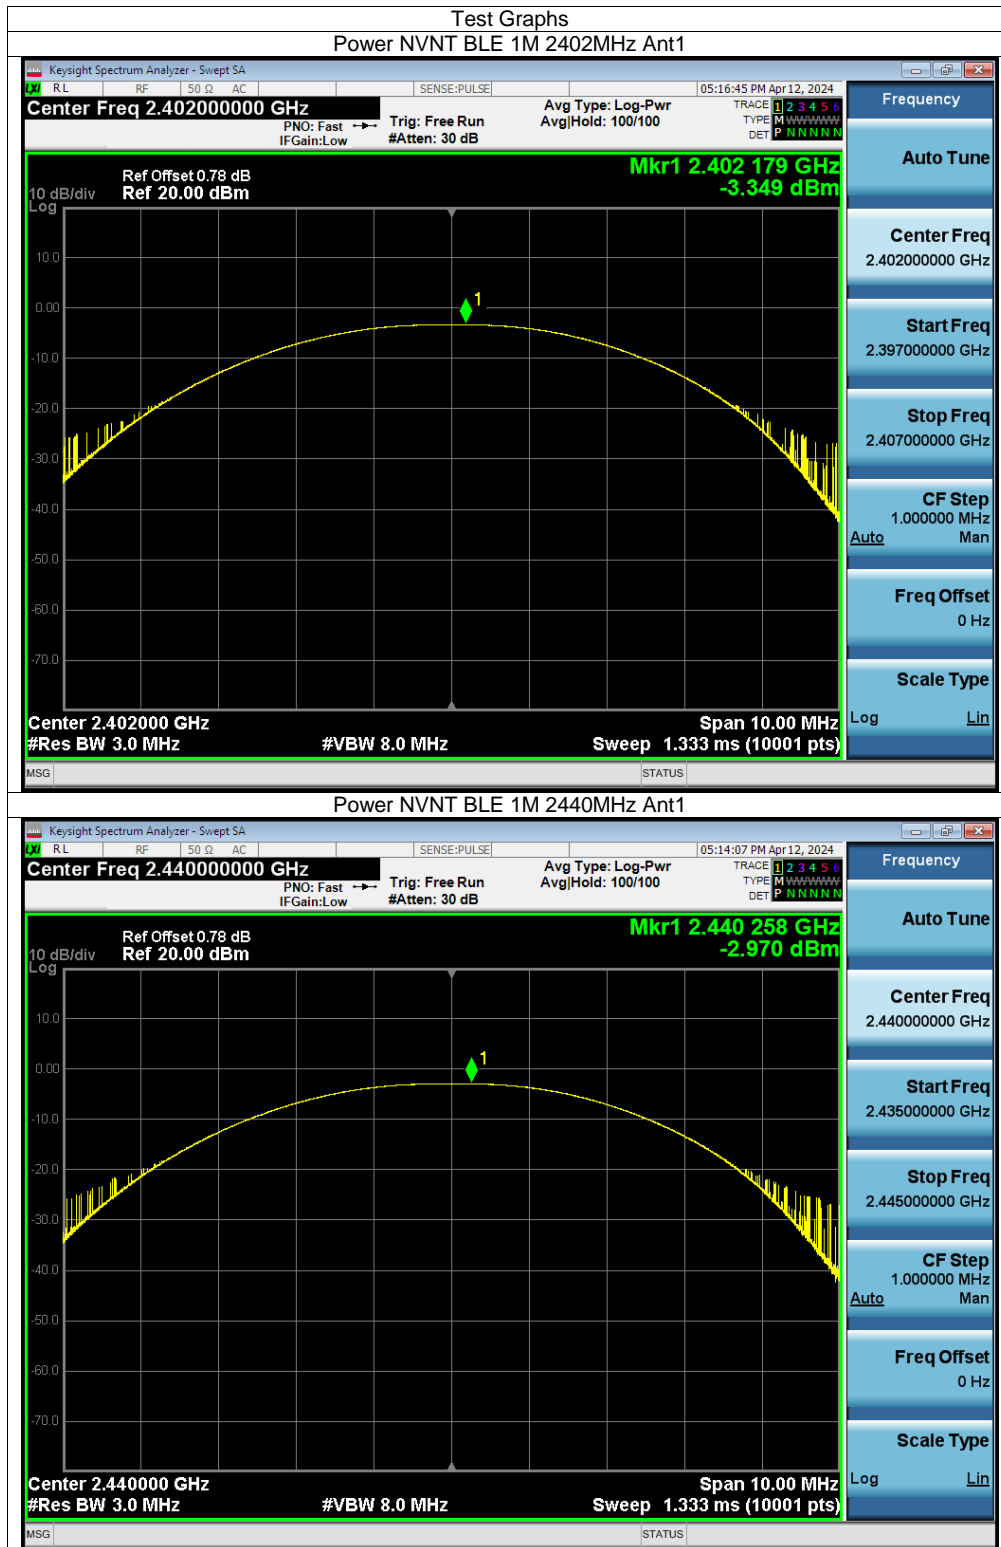 Test Graphs
Power NVNT BLE 1M 2402MHz Ant1
Keysight Spectrum Analyzer - Swept SA
LXI RL RF 50 Ω AC SENSE:PULSE 05:16:45 PM Apr 12, 2024
Center Freq 2.402000000 GHz Avg Type: Log-Pwr TRACE 1 2 3 4 5 6
PNO: Fast Trig: Free Run Avg|Hold: 100/100 TYPE M WWWWW
IFGain:Low #Atten: 30 dB DET P N N N N N
Frequency
Mkr1 2.402 179 GHz
-3.349 dBm
Ref Offset 0.78 dB
10 dB/div Ref 20.00 dBm
Log
10.0
0.00
-10.0
-20.0
-30.0
-40.0
-50.0
-60.0
-70.0
1
Center 2.402000 GHz Span 10.00 MHz
#Res BW 3.0 MHz #VBW 8.0 MHz Sweep 1.333 ms (10001 pts)
MSG STATUS
Auto Tune
Center Freq
2.402000000 GHz
Start Freq
2.397000000 GHz
Stop Freq
2.407000000 GHz
CF Step
1.000000 MHz
Auto Man
Freq Offset
0 Hz
Scale Type
Log Lin
Power NVNT BLE 1M 2440MHz Ant1
Keysight Spectrum Analyzer - Swept SA
LXI RL RF 50 Ω AC SENSE:PULSE 05:14:07 PM Apr 12, 2024
Center Freq 2.440000000 GHz Avg Type: Log-Pwr TRACE 1 2 3 4 5 6
PNO: Fast Trig: Free Run Avg|Hold: 100/100 TYPE M WWWWW
IFGain:Low #Atten: 30 dB DET P N N N N N
Frequency
Mkr1 2.440 258 GHz
-2.970 dBm
Ref Offset 0.78 dB
10 dB/div Ref 20.00 dBm
Log
10.0
0.00
-10.0
-20.0
-30.0
-40.0
-50.0
-60.0
-70.0
1
Center 2.440000 GHz Span 10.00 MHz
#Res BW 3.0 MHz #VBW 8.0 MHz Sweep 1.333 ms (10001 pts)
MSG STATUS
Auto Tune
Center Freq
2.440000000 GHz
Start Freq
2.435000000 GHz
Stop Freq
2.445000000 GHz
CF Step
1.000000 MHz
Auto Man
Freq Offset
0 Hz
Scale Type
Log Lin